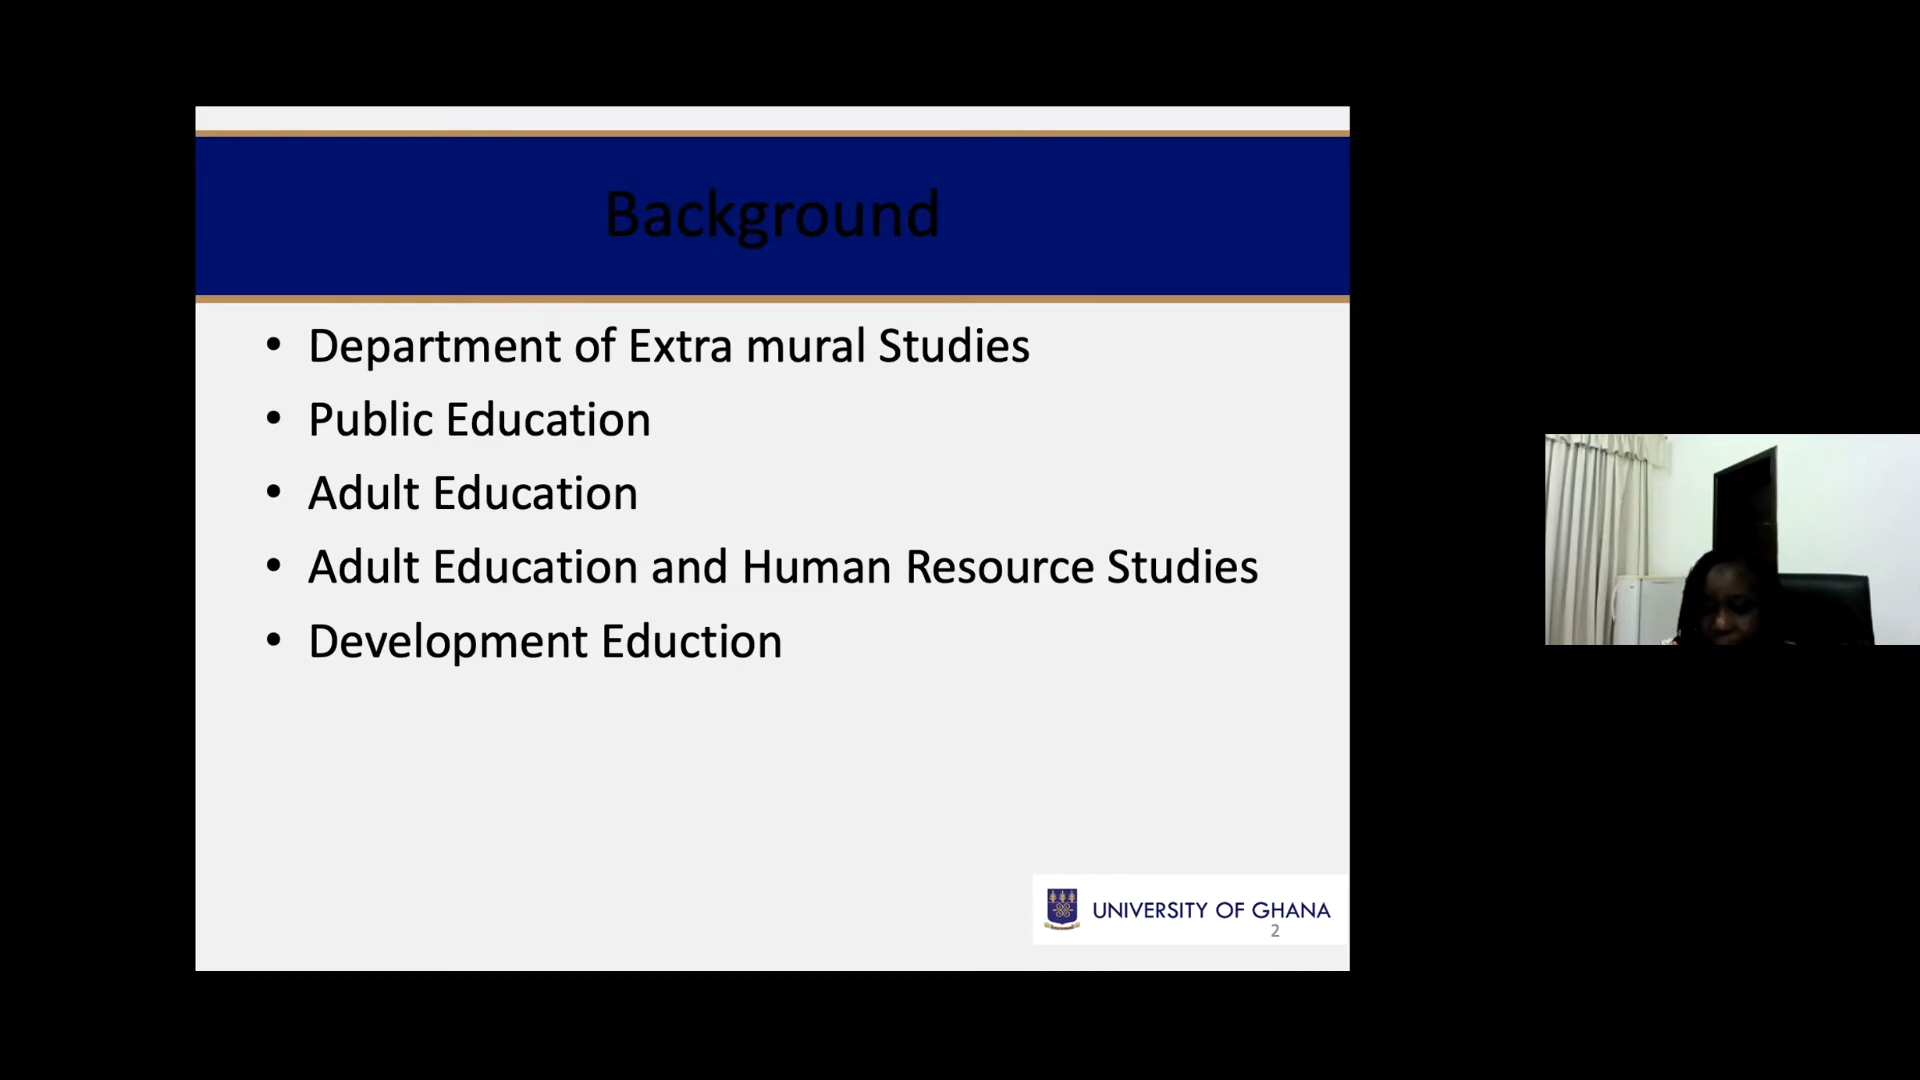 Background
• Department of Extra mural Studies
• Public Education
• Adult Education
• Adult Education and Human Resource Studies
• Development Eduction
UNIVERSITY OF GHANA
2